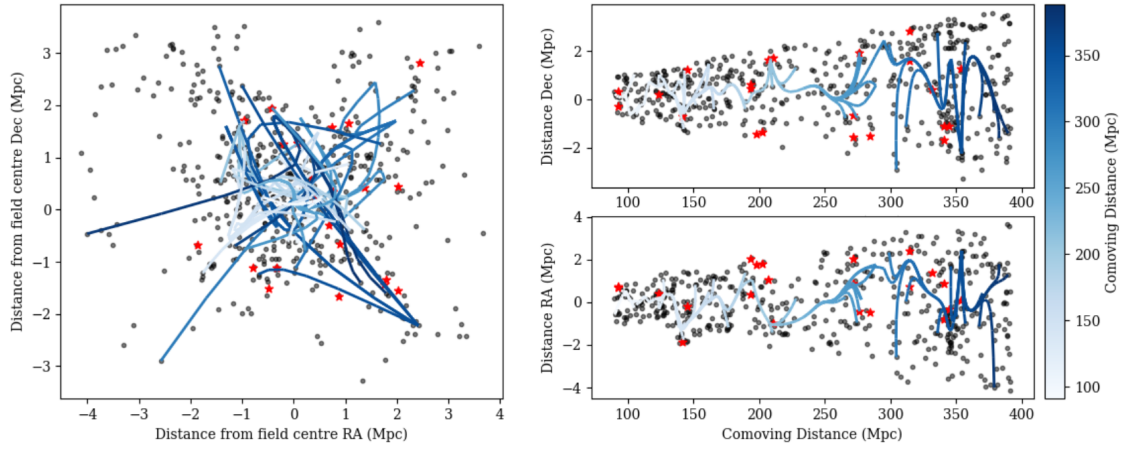 Distance from field centre Dec (Mpc)
3
2
1
0
−1
−2
−3
−4 −3 −2 −1 0 1 2 3 4
Distance from field centre RA (Mpc)
Distance Dec (Mpc)
2
0
−2
100 150 200 250 300 350 400
Distance RA (Mpc)
4
2
0
−2
−4
100 150 200 250 300 350 400
Comoving Distance (Mpc)
350
300
250
200
150
100
Comoving Distance (Mpc)